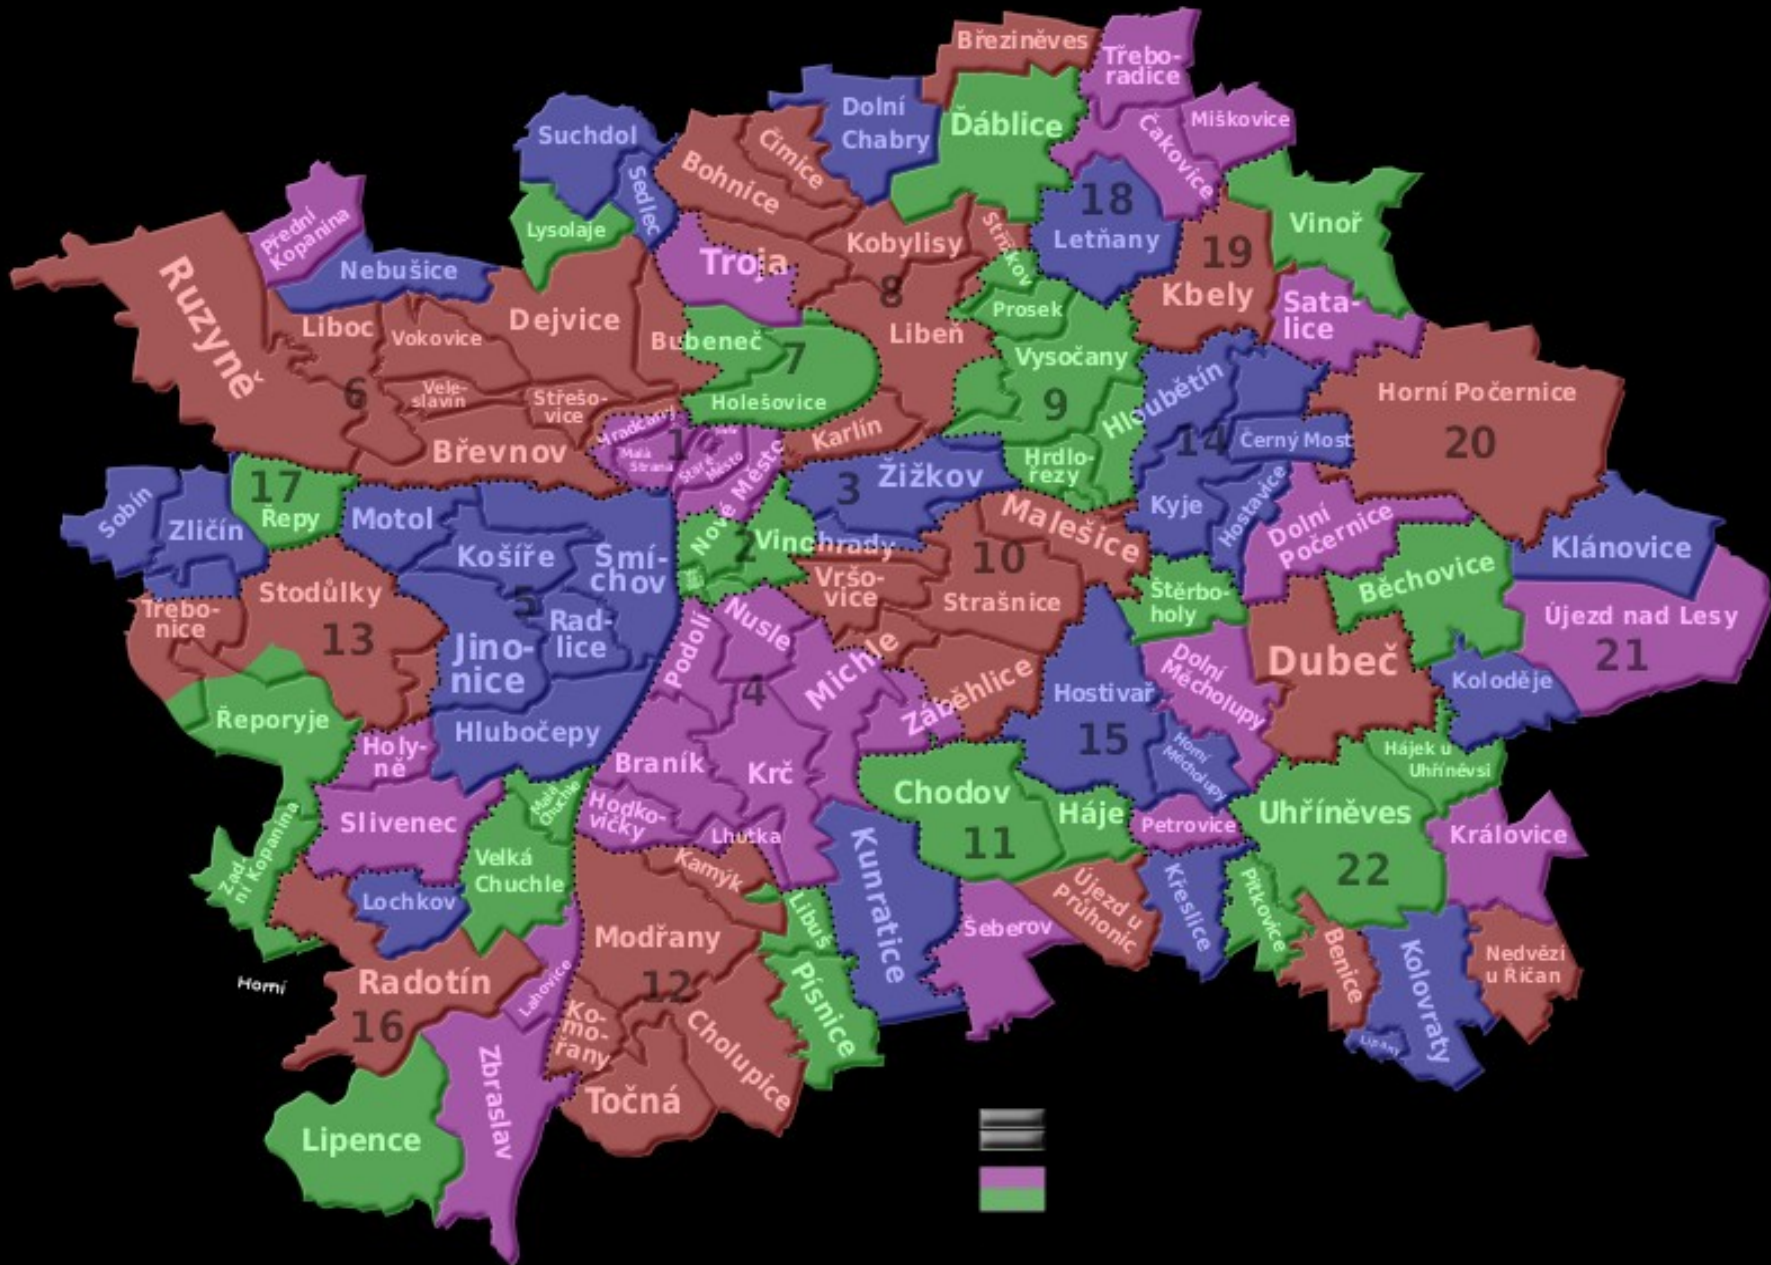 Březiněves
Třebo-
radice
Dolní
Chabry
Ďáblice
Miškovice
Čakovice
Suchdol
Sedlec
Čimice
Bohnice
Přední
Kopanina
Lysolaje
18
Letňany
Vinoř
Střížkov
Kobylisy
19
Kbely
Nebušice
Troja
8
Ruzyně
Liboc
Vokovice
Dejvice
Bubeneč
7
Libeň
Prosek
Sata-
lice
Vysočany
9
Hloubětín
Horní Počernice
20
6
Vele-
slavín
Střešo-
vice
Holešovice
Hradčany
1
Malá
Strana
Staré
Město
Nové Město
Karlín
14
Černý Most
Břevnov
3
Žižkov
Hrdlo-
řezy
Kyje
Hostavice
Dolní
Počernice
17
Řepy
Sobín
Zličín
Motol
Košíře
Smí-
chov
2
Vinohrady
Malešice
10
Klánovice
Běchovice
Stodůlky
13
Třebo-
nice
5
Rad-
lice
Jino-
nice
Vršo-
vice
Strašnice
Štěrbo-
holy
Újezd nad Lesy
21
Podolí
Nusle
4
Michle
Záběhlice
Hostivař
15
Dolní
Měcholupy
Dubeč
Koloděje
Řeporyje
Hlubočepy
Holy-
ně
Braník
Krč
Horní
Měcholupy
Hájek u
Uhříněvsi
Chodov
11
Háje
Petrovice
Uhříněves
22
Královice
Slivenec
Malá
Chuchle
Hodko-
vičky
Lhotka
Zad-
ní Kopanina
Velká
Chuchle
Kamýk
Kunratice
Lochkov
Libuš
Šeberov
Újezd u
Průhonic
Křeslice
Pitkovice
Benice
Kolovraty
Nedvězí
u Říčan
Modřany
12
Horní
Radotín
16
Lahovice
Písnice
Ko-
mo-
řany
Cholupice
Lipany
Točná
Zbraslav
Lipence